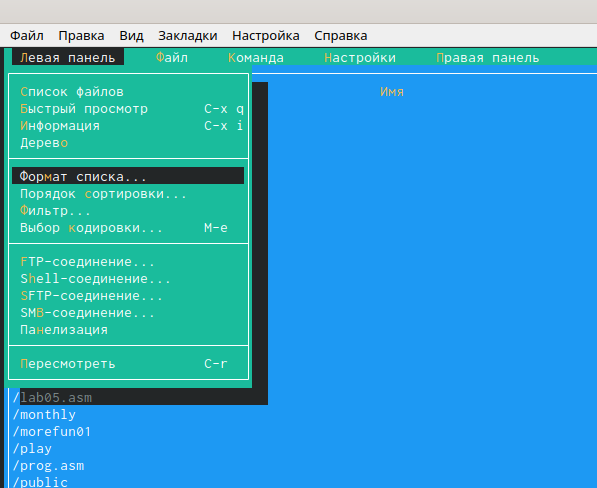 Файл Правка Вид Закладки Настройка Справка
Левая панель Файл Команда Настройки Правая панель
Имя
Список файлов
Быстрый просмотр C-x q
Информация C-x i
Дерево
Формат списка...
Порядок сортировки...
Фильтр...
Выбор кодировки... M-e
FTP-соединение...
Shell-соединение...
SFTP-соединение...
SMB-соединение...
Панелизация
Пересмотреть C-r
/lab05.asm
/monthly
/morefun01
/play
/prog.asm
/public